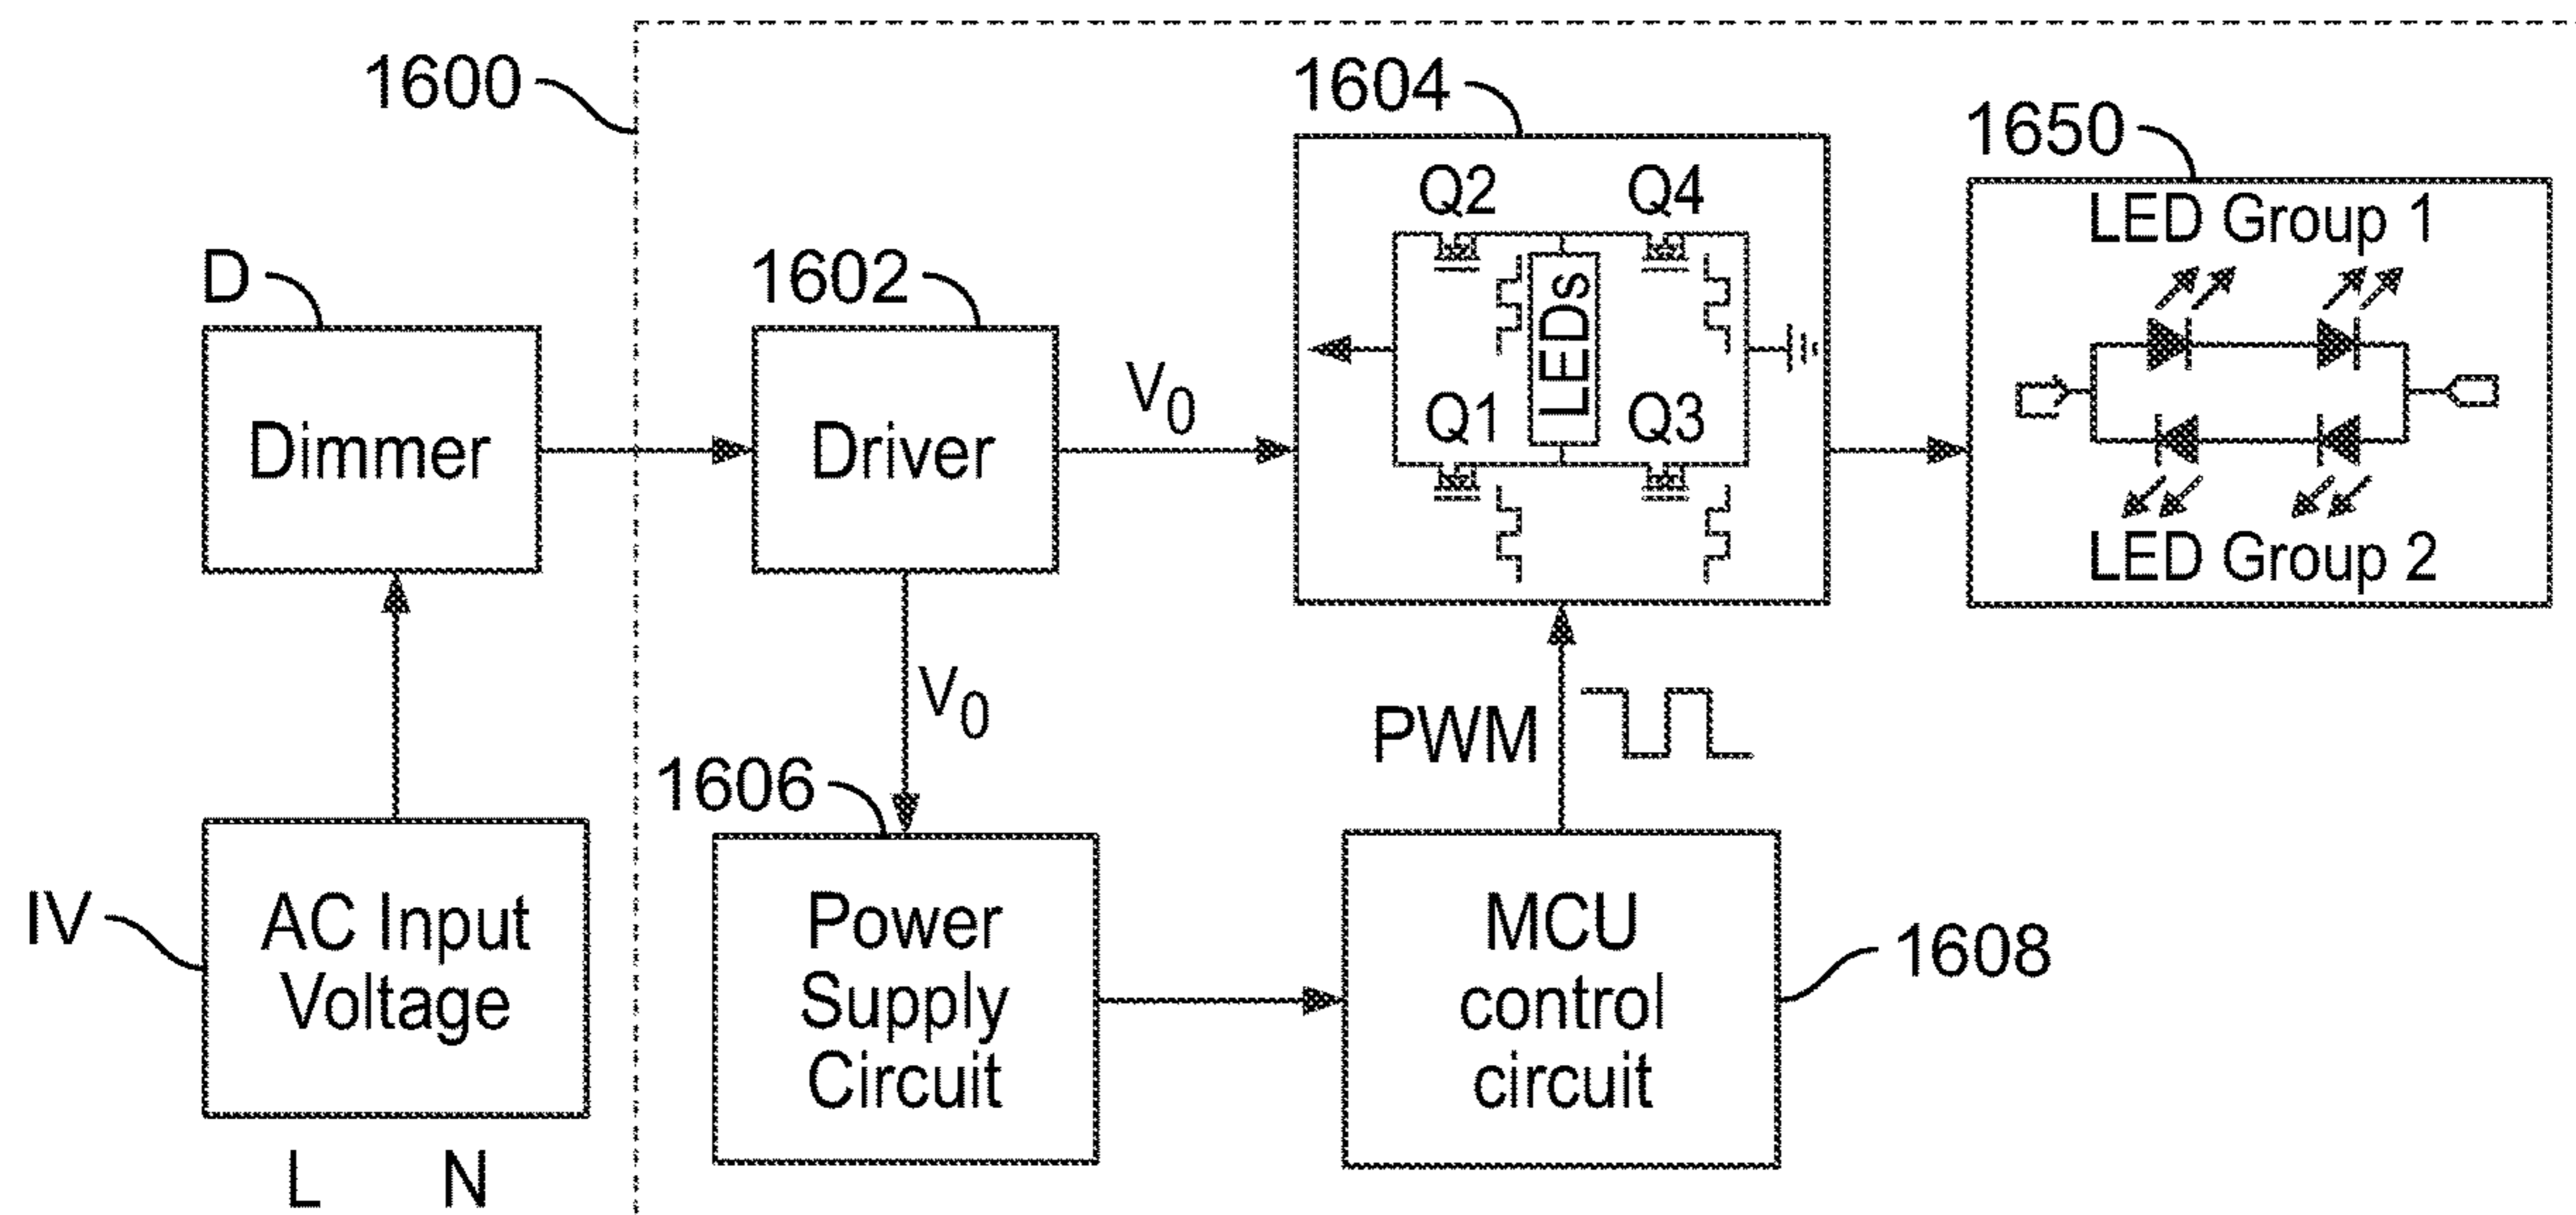 1600
1604
1650
Q2
Q4
LED Group 1
D
1602
LEDs
Dimmer
Driver
V0
Q1
Q3
LED Group 2
V0
PWM
1606
IV
AC Input
Voltage
Power
Supply
Circuit
MCU
control
circuit
1608
L
N